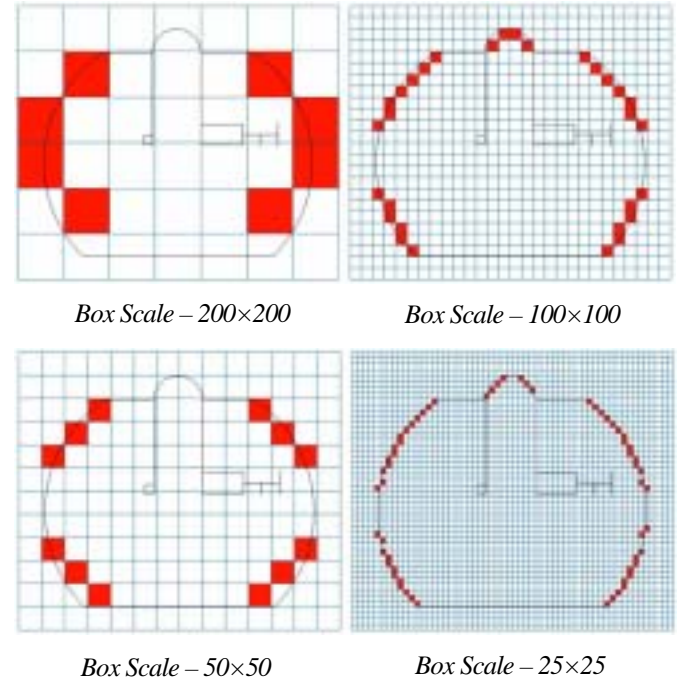 Box Scale – 200×200
Box Scale – 100×100
Box Scale – 50×50
Box Scale – 25×25